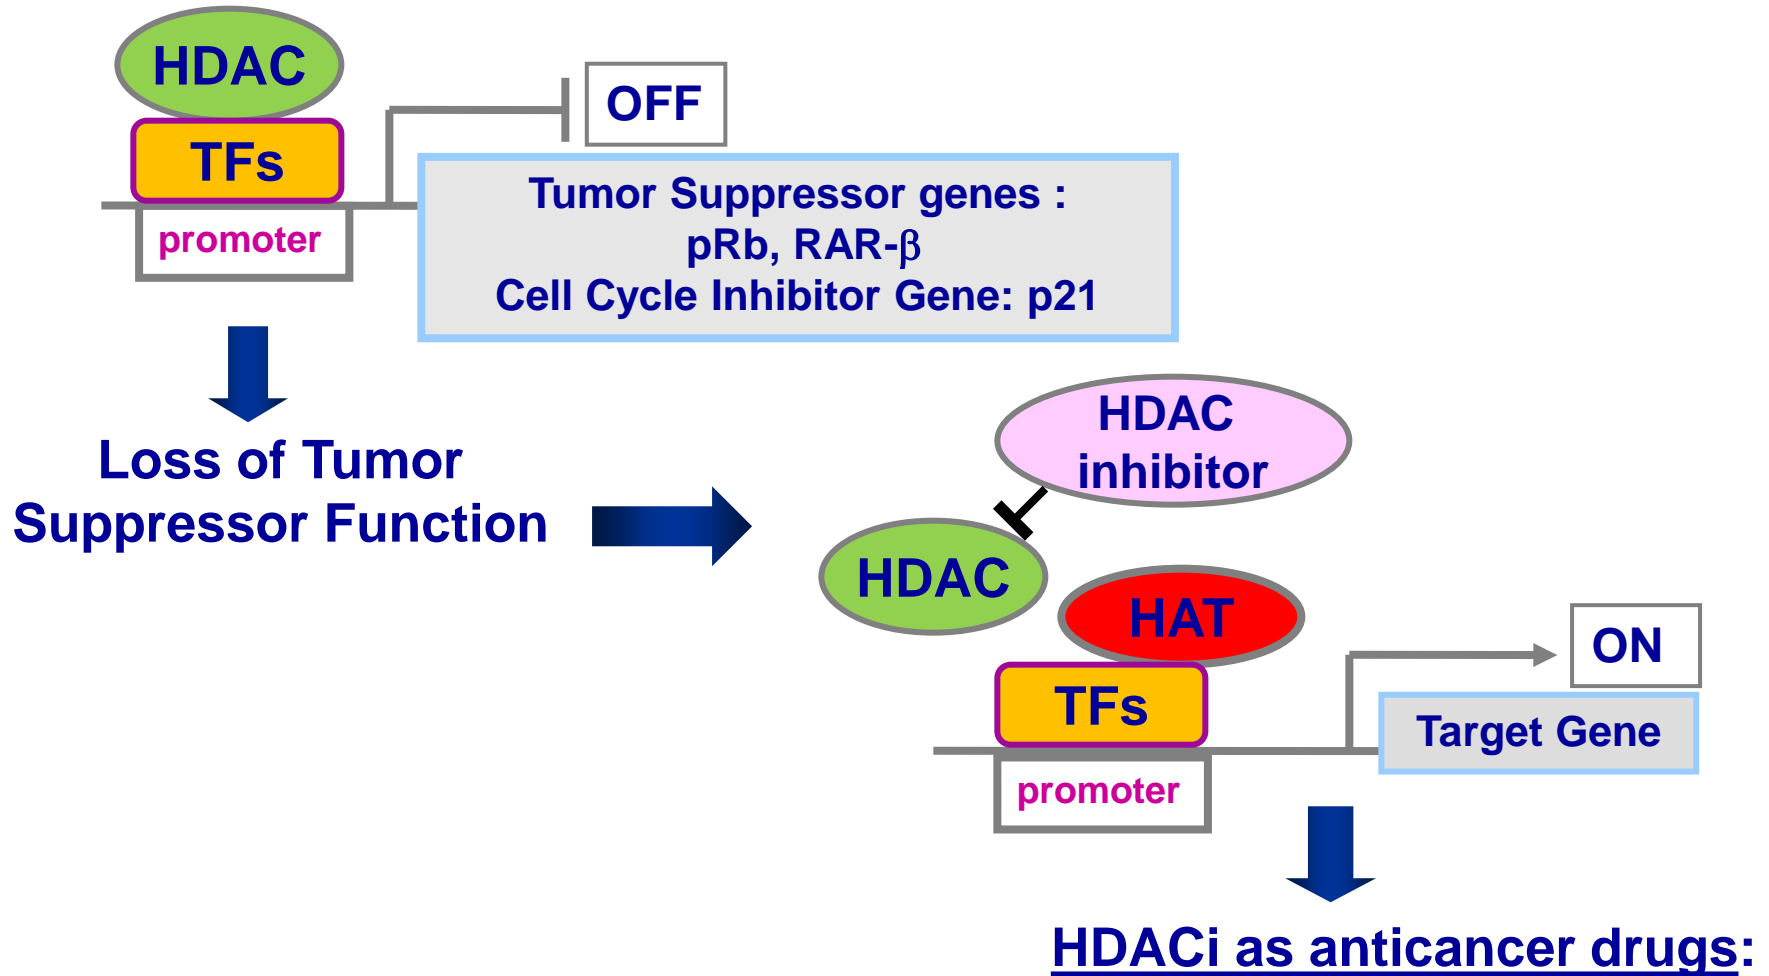 HDAC
OFF
TFs
promoter
Tumor Suppressor genes :
pRb, RAR-β
Cell Cycle Inhibitor Gene: p21
Loss of Tumor
Suppressor Function
HDAC
inhibitor
HDAC
HAT
TFs
promoter
ON
Target Gene
HDACi as anticancer drugs: